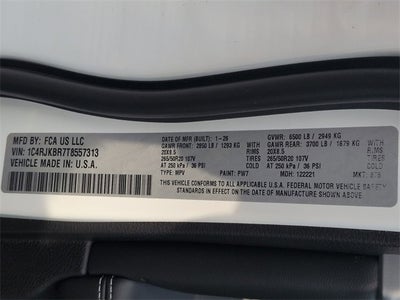 MFD BY: FCA US LLC
VIN: 1C4RJKBR7T8557313
VEHICLE MADE IN: U.S.A.
DATE OF MFR (BUILT) 1-26
GAWR FRONT: 2850 LB / 1293 KG WITH
20X8.5 RIMS
265/50R20 107V TIRES
AT 250 kPa / 36 PSI
TYPE: MPV PAINT: PW7
GVWR: 6500 LB / 2949 KG
GAWR REAR: 3700 LB / 1679 KG WITH
20X8.5 RIMS
265/50R20 107V TIRES
AT 250 kPa / 36 PSI
MDH: 122221 MKT:
THIS VEHICLE CONFORMS TO ALL APPLICABLE U.S.A. FEDERAL MOTOR VEHICLE SAFETY
STANDARDS IN EFFECT ON THE DATE OF MANUFACTURE SHOWN ABOVE